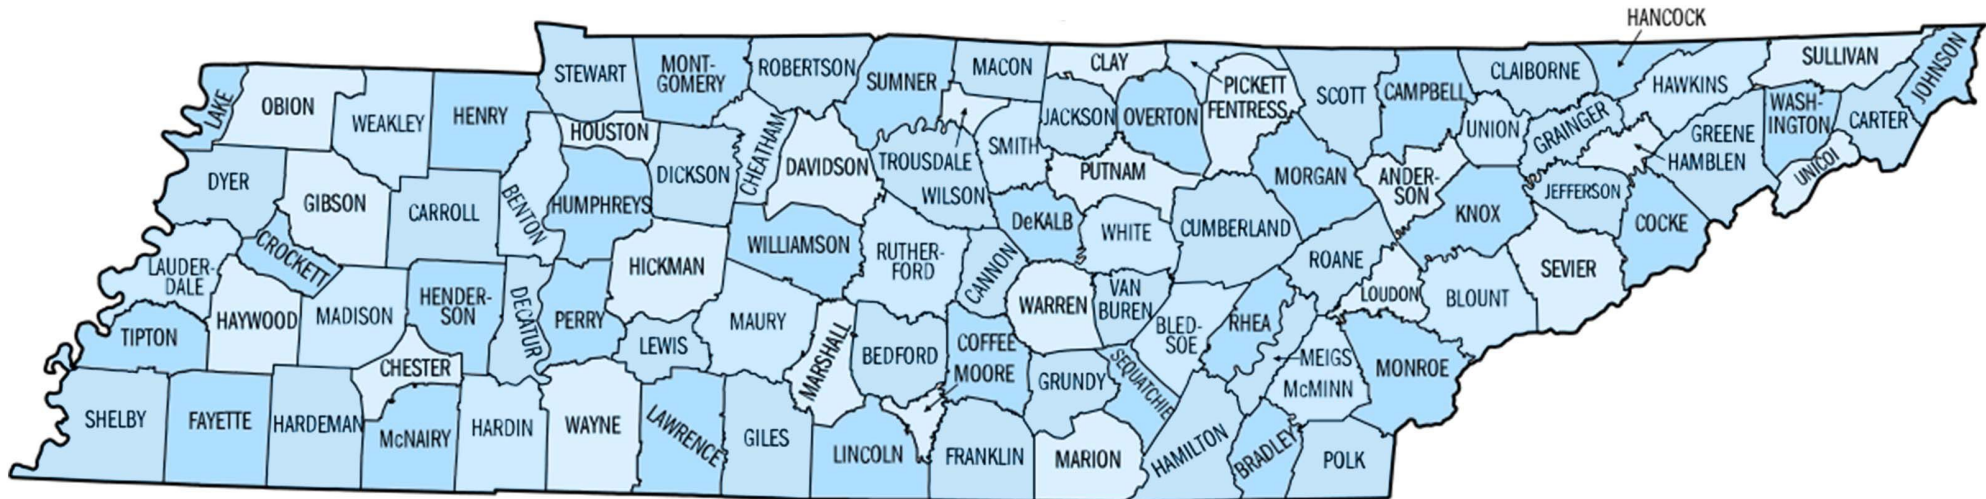 HANCOCK
STEWART
MONT-
GOMERY
ROBERTSON
SUMNER
MACON
CLAY
PICKETT
FENTRESS
SCOTT
CAMPBELL
CLAIBORNE
HAWKINS
SULLIVAN
JOHNSON
LAKE
OBION
WEAKLEY
HENRY
HOUSTON
CHEATHAM
TROUSDALE
SMITH
JACKSON
OVERTON
UNION
GRAINGER
GREENE
HAMBLEN
WASH-
INGTON
CARTER
UNICOI
DYER
GIBSON
CARROLL
BENTON
HUMPHREYS
DICKSON
DAVIDSON
WILSON
PUTNAM
MORGAN
ANDER-
SON
KNOX
JEFFERSON
COCKE
CROCKETT
WILLIAMSON
RUTHER-
FORD
CANNON
DeKALB
WHITE
CUMBERLAND
ROANE
LOUDON
BLOUNT
SEVIER
LAUDER-
DALE
HAYWOOD
MADISON
HENDER-
SON
DECATUR
PERRY
HICKMAN
LEWIS
MAURY
MARSHALL
BEDFORD
COFFEE
MOORE
WARREN
VAN
BUREN
BLED-
SOE
RHEA
MEIGS
McMINN
MONROE
TIPTON
CHESTER
GRUNDY
SEQUATCHIE
SHELBY
FAYETTE
HARDEMAN
McNAIRY
HARDIN
WAYNE
LAWRENCE
GILES
LINCOLN
FRANKLIN
MARION
HAMILTON
BRADLEY
POLK